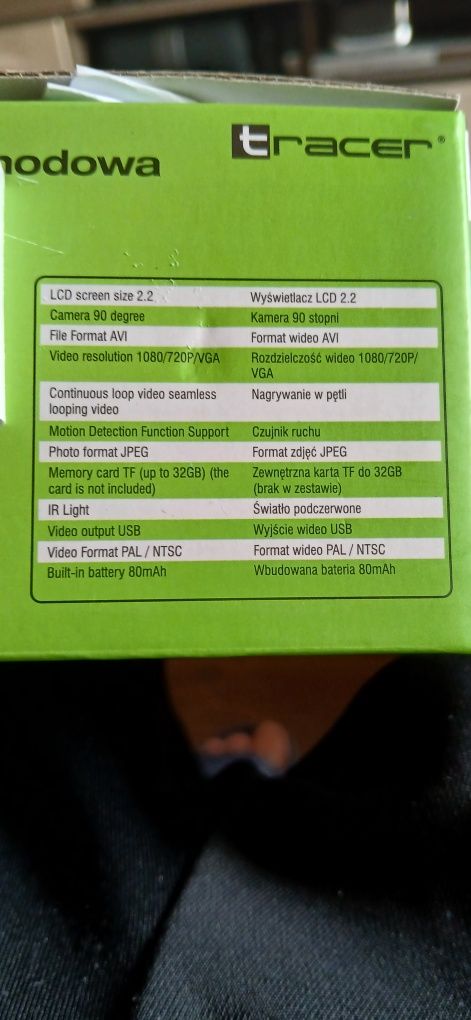 tracer®
hodowa
LCD screen size 2.2 Wyświetlacz LCD 2.2
Camera 90 degree Kamera 90 stopni
File Format AVI Format wideo AVI
Video resolution 1080/720P/VGA Rozdzielczość wideo 1080/720P/
VGA
Continuous loop video seamless Nagrywanie w pętli
looping video
Motion Detection Function Support Czujnik ruchu
Photo format JPEG Format zdjęć JPEG
Memory card TF (up to 32GB) (the Zewnętrzna karta TF do 32GB
card is not included) (brak w zestawie)
IR Light Światło podczerwone
Video output USB Wyjście wideo USB
Video Format PAL / NTSC Format wideo PAL / NTSC
Built-in battery 80mAh Wbudowana bateria 80mAh